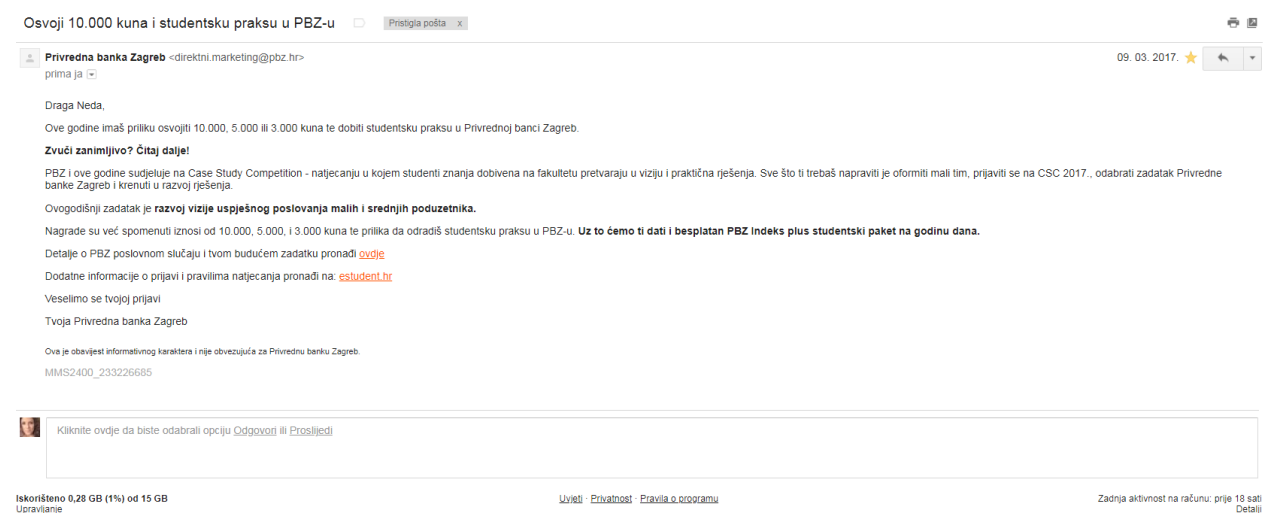 Osvoji 10.000 kuna i studentsku praksu u PBZ-u
Pristigla pošta x
Privredna banka Zagreb <direktni.marketing@pbz.hr>
09. 03. 2017.
prima ja
Draga Neda,
Ove godine imaš priliku osvojiti 10.000, 5.000 ili 3.000 kuna te dobiti studentsku praksu u Privrednoj banci Zagreb.
Zvuči zanimljivo? Čitaj dalje!
PBZ i ove godine sudjeluje na Case Study Competition - natjecanju u kojem studenti znanja dobivena na fakultetu pretvaraju u viziju i praktična rješenja. Sve što ti trebaš napraviti je oformiti mali tim, prijaviti se na CSC 2017., odabrati zadatak Privredne
banke Zagreb i krenuti u razvoj rješenja.
Ovogodišnji zadatak je razvoj vizije uspješnog poslovanja malih i srednjih poduzetnika.
Nagrade su već spomenuti iznosi od 10.000, 5.000, i 3.000 kuna te prilika da odradiš studentsku praksu u PBZ-u. Uz to ćemo ti dati i besplatan PBZ Indeks plus studentski paket na godinu dana.
Detalje o PBZ poslovnom slučaju i tvom budućem zadatku pronađi ovdje
Dodatne informacije o prijavi i pravilima natjecanja pronađi na: estudent.hr
Veselimo se tvojoj prijavi
Tvoja Privredna banka Zagreb
Ova je obavijest informativnog karaktera i nije obvezujuća za Privrednu banku Zagreb.
MMS2400_233226685
Kliknite ovdje da biste odabrali opciju Odgovori ili Proslijedi
Iskorišteno 0,28 GB (1%) od 15 GB
Upravljanje
Uvjeti · Privatnost · Pravila o programu
Zadnja aktivnost na računu: prije 18 sati
Detalji